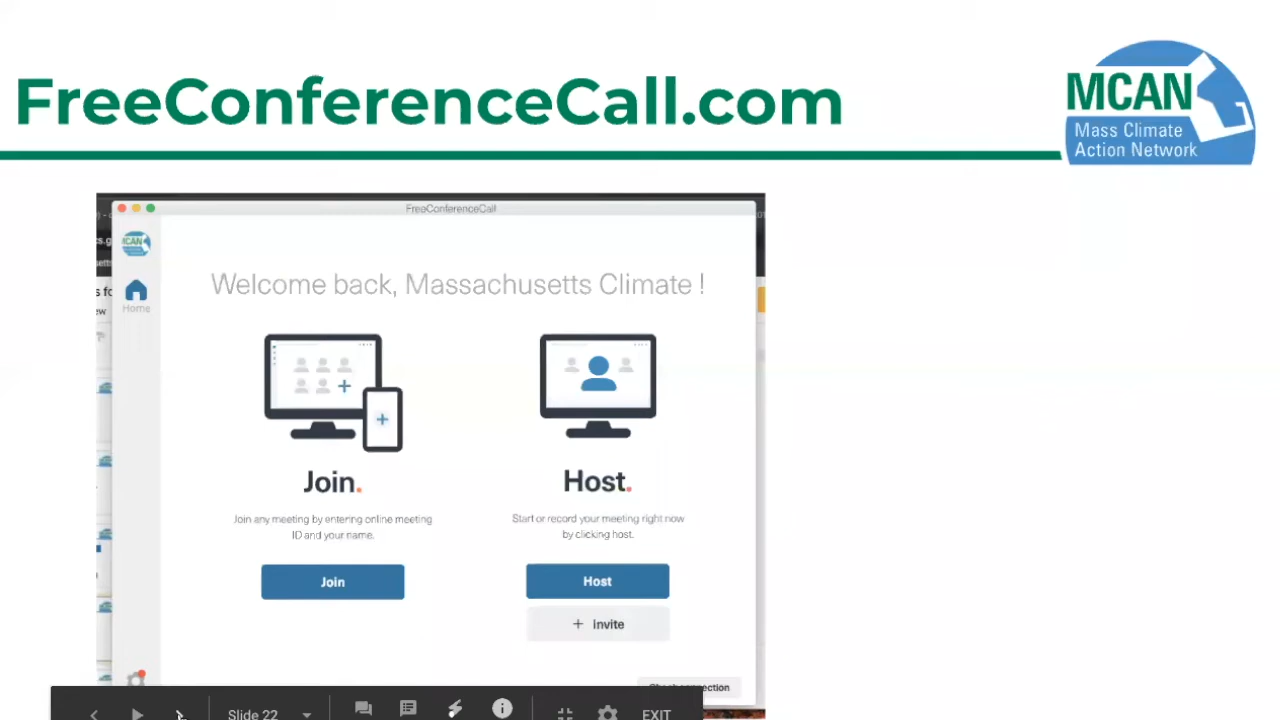 FreeConferenceCall.com
MCAN
Mass Climate
Action Network
FreeConferenceCall
MCAN
Home
Welcome back, Massachusetts Climate !
Join.
Host.
Join any meeting by entering online meeting
ID and your name.
Start or record your meeting right now
by clicking host.
Join
Host
+ Invite
Slide 22
EXIT